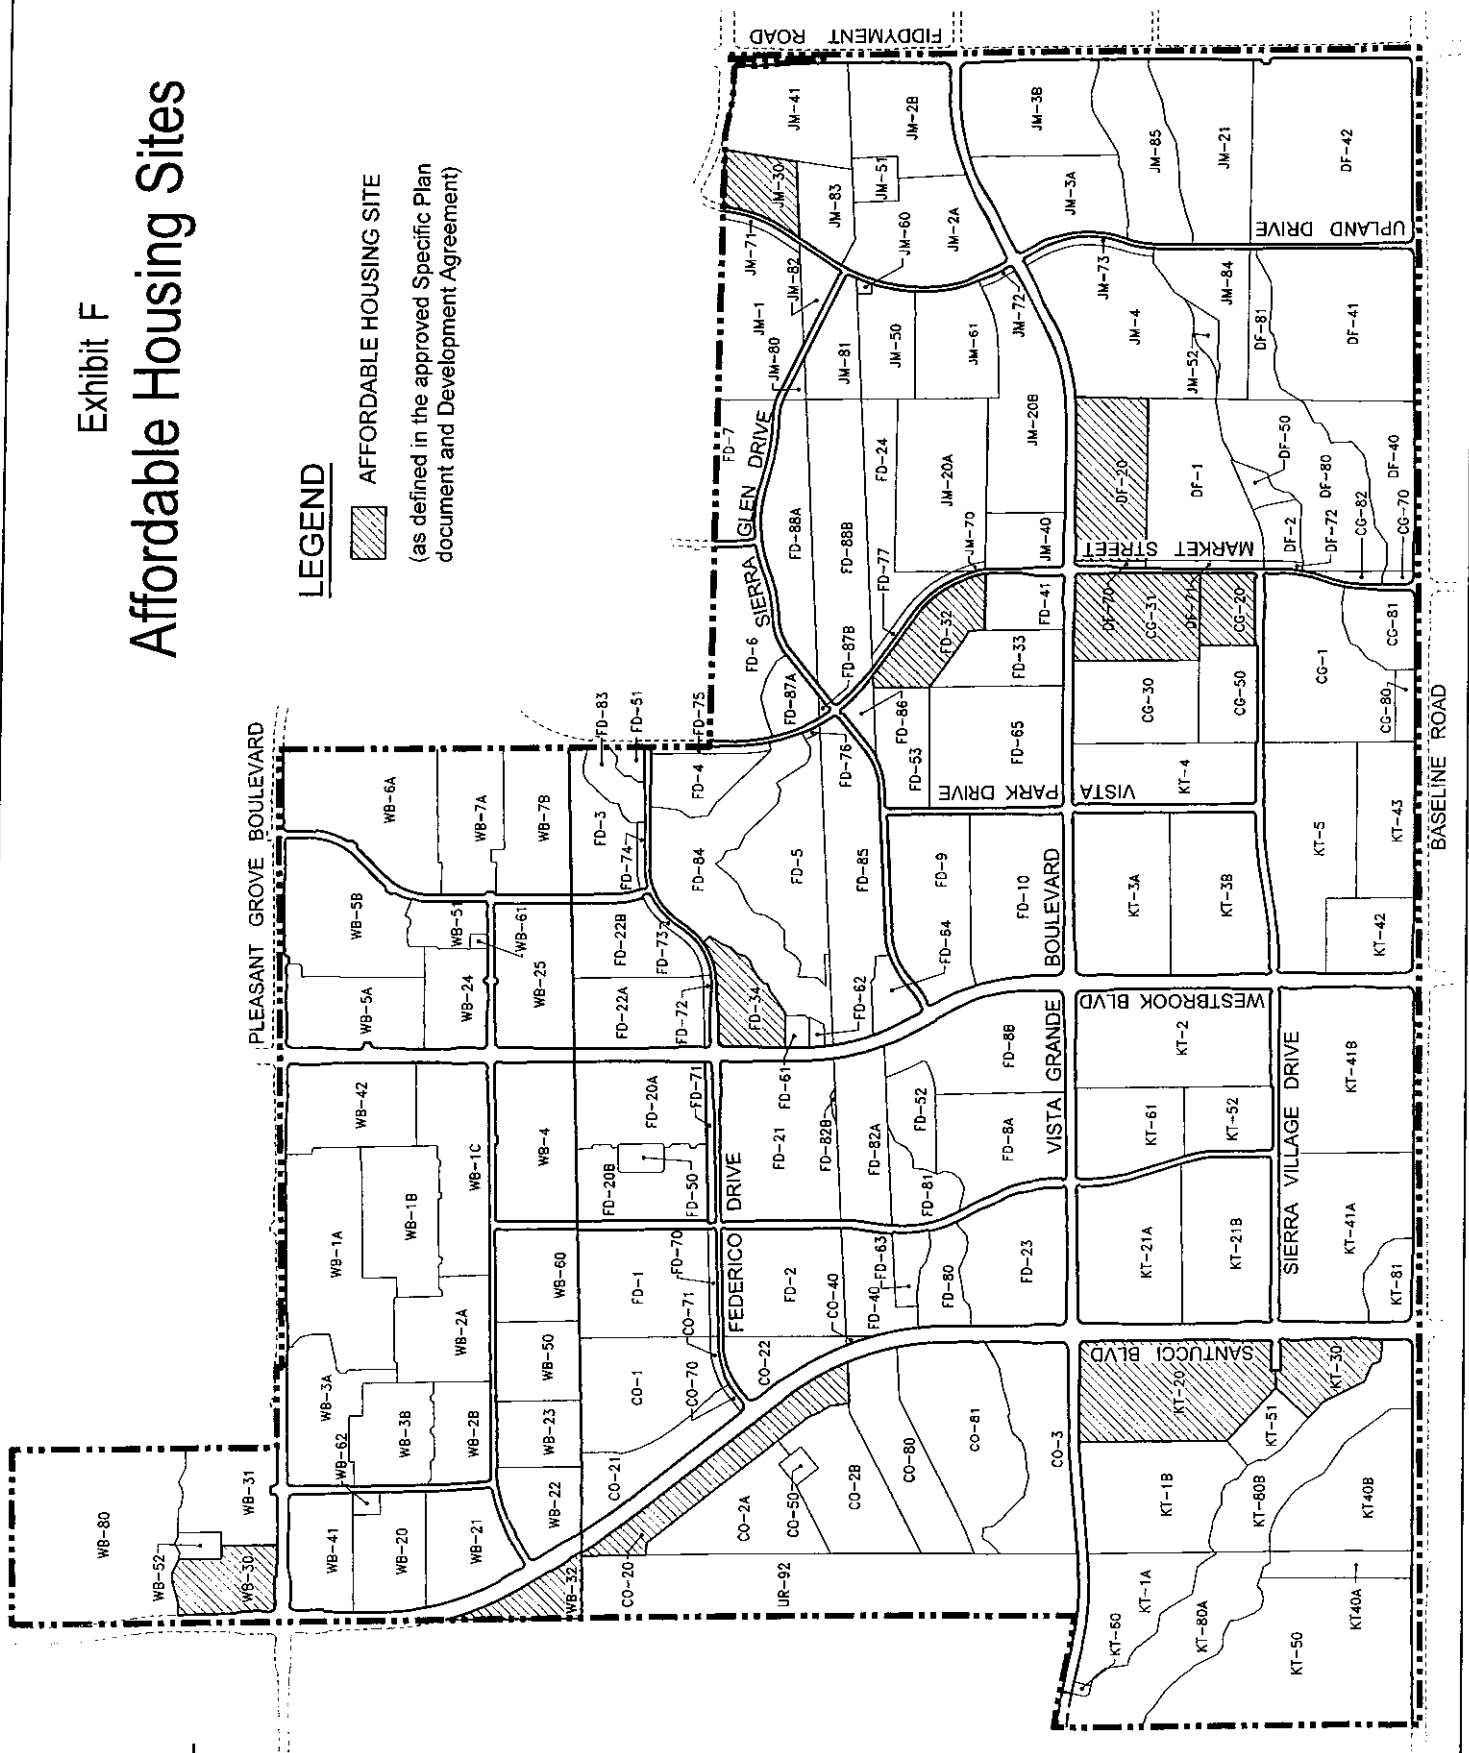 Exhibit F
Affordable Housing Sites
LEGEND
AFFORDABLE HOUSING SITE
(as defined in the approved Specific Plan
document and Development Agreement)
PLEASANT GROVE BOULEVARD
FIDDYMENT ROAD
BASELINE ROAD
SIERRA GLEN DRIVE
UPLAND DRIVE
MARKET STREET
VISTA PARK DRIVE
VISTA GRANDE BOULEVARD
WESTBROOK BLVD
SIERRA VILLAGE DRIVE
FEDERICO DRIVE
SANTUCCI BLVD
WB-80
WB-52
WB-31
WB-30
WB-41
WB-62
WB-20
WB-21
WB-3A
WB-3B
WB-2B
WB-2A
WB-1A
WB-1B
WB-1C
WB-42
WB-22
WB-23
WB-50
WB-60
WB-4
WB-32
WB-5A
WB-5B
WB-24
WB-51
WB-61
WB-25
WB-6A
WB-7A
WB-7B
FD-83
FD-51
FD-75
FD-3
FD-74
FD-4
FD-84
FD-5
FD-85
FD-76
FD-22B
FD-22A
FD-73
FD-72
FD-34
FD-61
FD-62
FD-64
FD-9
FD-10
FD-20A
FD-20B
FD-50
FD-71
FD-21
FD-82B
FD-82A
FD-52
FD-81
FD-8A
FD-8B
FD-1
FD-70
FD-2
FD-40
FD-63
FD-80
FD-23
CO-1
CO-71
CO-70
CO-22
CO-40
CO-21
CO-20
CO-2A
CO-50
CO-2B
CO-80
CO-81
CO-3
UR-92
FD-7
FD-6
FD-88A
FD-88B
FD-87A
FD-87B
FD-77
FD-24
FD-86
FD-53
FD-65
FD-32
FD-33
FD-41
JM-41
JM-30
JM-71
JM-83
JM-51
JM-2B
JM-60
JM-2A
JM-82
JM-1
JM-80
JM-81
JM-50
JM-61
JM-72
JM-20A
JM-20B
JM-70
JM-40
JM-3B
JM-3A
JM-85
JM-21
JM-73
JM-4
JM-84
JM-52
DF-42
DF-81
DF-41
DF-20
DF-1
DF-50
DF-80
DF-40
DF-2
DF-72
DF-70
DF-71
CG-82
CG-70
CG-31
CG-20
CG-30
CG-50
CG-1
CG-81
CG-80
KT-4
KT-5
KT-43
KT-42
KT-3A
KT-3B
KT-2
KT-61
KT-52
KT-41B
KT-41A
KT-21A
KT-21B
KT-81
KT-20
KT-30
KT-51
KT-1B
KT-80B
KT40B
KT-1A
KT-60
KT-80A
KT-50
KT40A